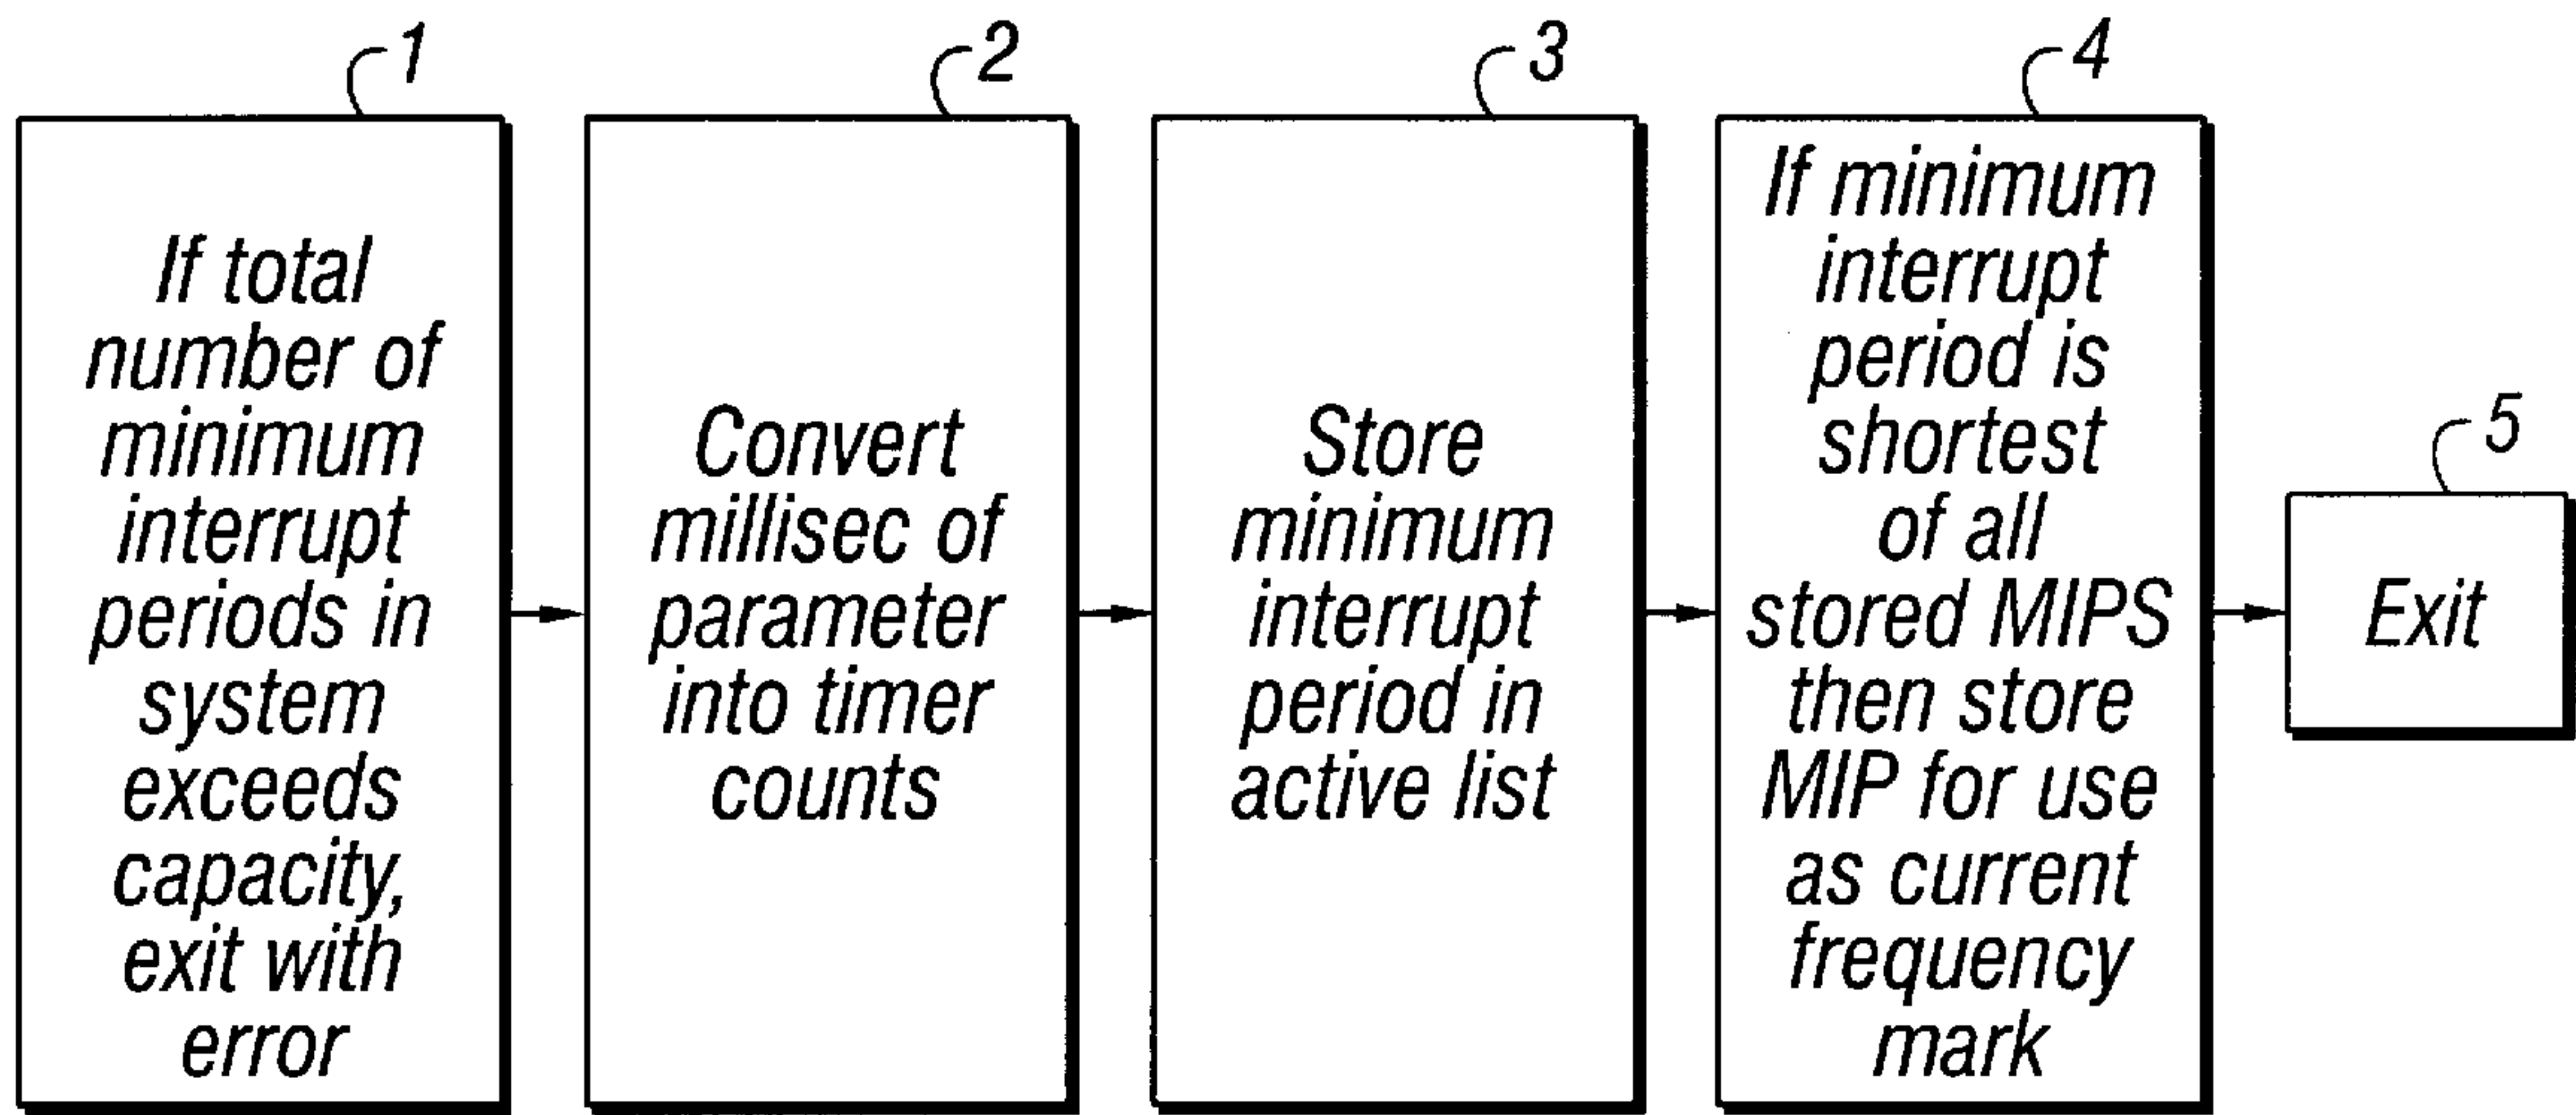 1
If total
number of
minimum
interrupt
periods in
system
exceeds
capacity,
exit with
error
2
Convert
millisec of
parameter
into timer
counts
3
Store
minimum
interrupt
period in
active list
4
If minimum
interrupt
period is
shortest
of all
stored MIPS
then store
MIP for use
as current
frequency
mark
5
Exit